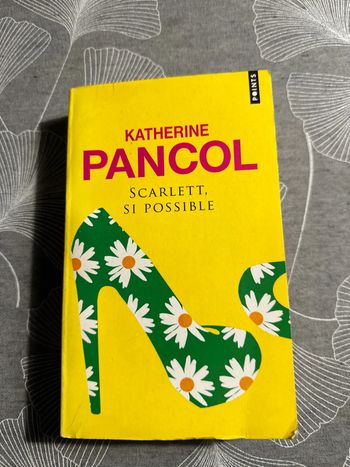 POINTS
KATHERINE
PANCOL
SCARLETT,
SI POSSIBLE